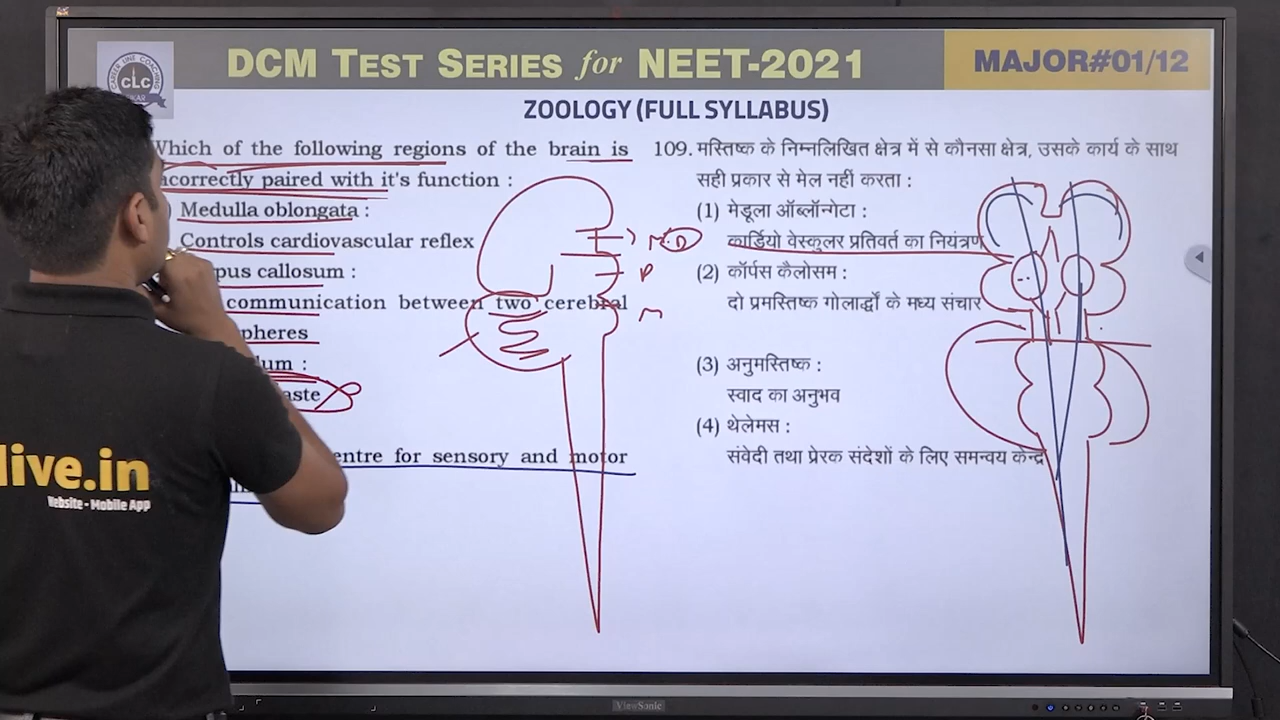 DCM TEST SERIES for NEET-2021
MAJOR#01/12
CLC
ZOOLOGY (FULL SYLLABUS)
Which of the following regions of the brain is
incorrectly paired with it's function :
Medulla oblongata :
Controls cardiovascular reflex
pus callosum :
communication between two cerebral
pheres
lum :
aste
entre for sensory and motor
109. मस्तिष्क के निम्नलिखित क्षेत्र में से कौनसा क्षेत्र, उसके कार्य के साथ
सही प्रकार से मेल नहीं करता :
(1) मेडूला ऑब्लॉन्गेटा :
कार्डियो वेस्कुलर प्रतिवर्त का नियंत्रण
(2) कॉर्पस कैलोसम :
दो प्रमस्तिष्क गोलार्द्धों के मध्य संचार
(3) अनुमस्तिष्क :
स्वाद का अनुभव
(4) थेलेमस :
संवेदी तथा प्रेरक संदेशों के लिए समन्वय केन्द्र
P
live.in
Website - Mobile App
ViewSonic